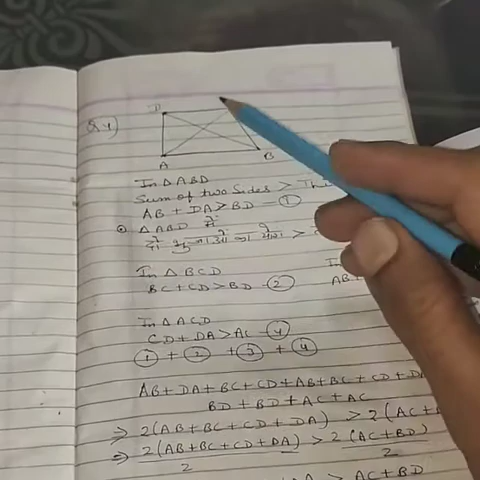 Q.4)
D
A B
In △ABD
Sum of two sides >
AB + DA > BD - ①
△ABD में
दो भुजाओं का योग >
In △BCD
BC + CD > BD - ②
In △ACD
CD + DA > AC - ④
① + ② + ③ + ④
AB + DA + BC + CD + AB + BC + CD +
BD + BD + AC + AC
⇒ 2(AB + BC + CD + DA) > 2(AC +
⇒ 2(AB + BC + CD + DA) > 2(AC + BD)
2 2
> AC + BD